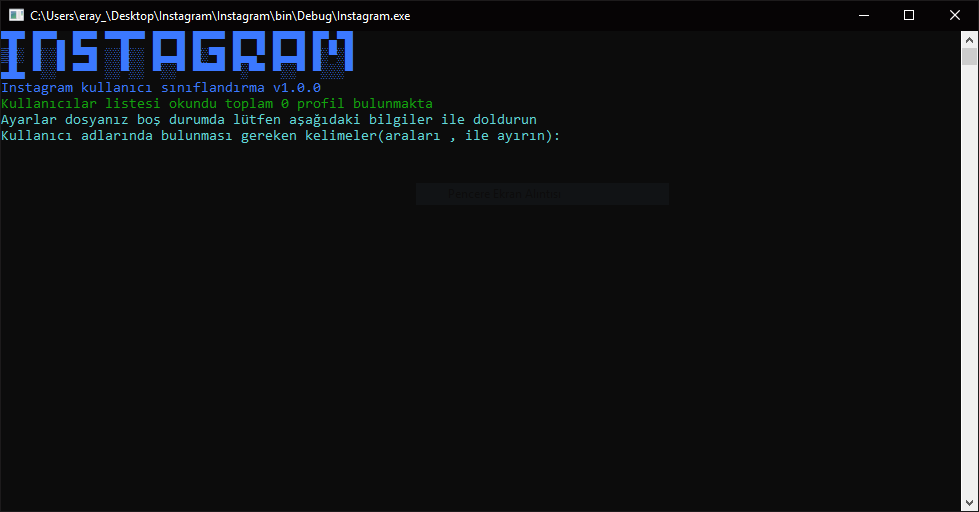 C:\Users\eray_\Desktop\Instagram\Instagram\bin\Debug\Instagram.exe
INSTAGRAM
Instagram kullanıcı sınıflandırma v1.0.0
Kullanıcılar listesi okundu toplam 0 profil bulunmakta
Ayarlar dosyanız boş durumda lütfen aşağıdaki bilgiler ile doldurun
Kullanıcı adlarında bulunması gereken kelimeler(araları , ile ayırın):